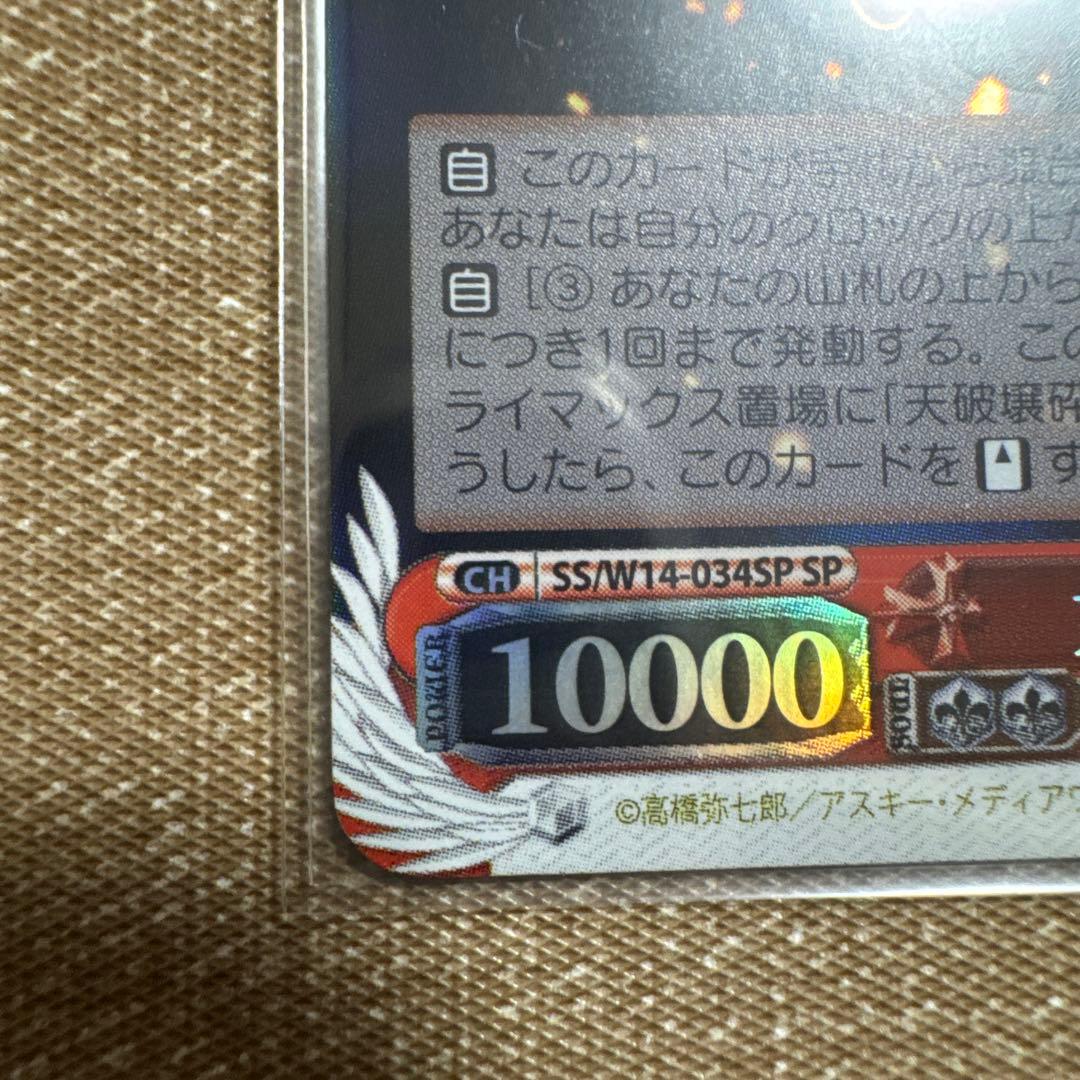 自 このカードが手札から舞台
あなたは自分のクロックの上か
自 [③ あなたの山札の上から
につき1回まで発動する。この
ライマックス置場に「天破壌砕
うしたら、このカードを す
CH SS/W14-034SP SP
POWER 10000
SOUL
©高橋弥七郎／アスキー・メディアワ